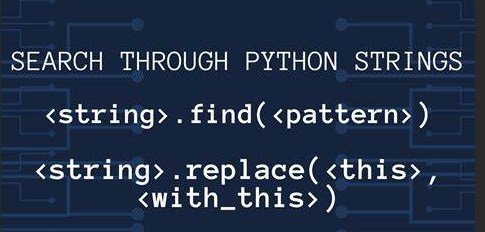 SEARCH THROUGH PYTHON STRINGS
<string>.find(<pattern>)
<string>.replace(<this>,
<with_this>)